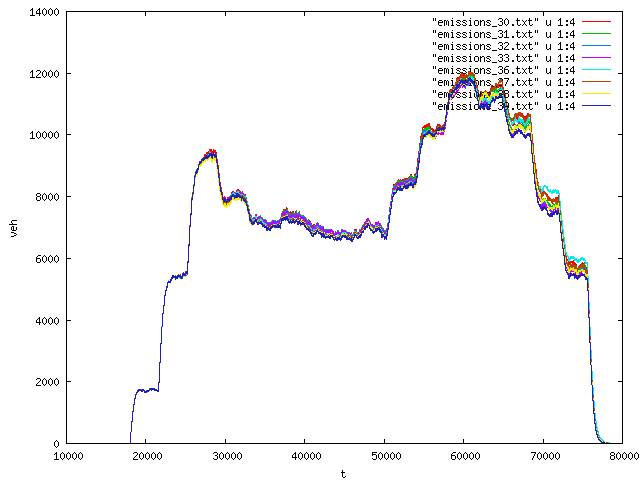 14000
"emissions_30.txt" u 1:4
"emissions_31.txt" u 1:4
"emissions_32.txt" u 1:4
"emissions_33.txt" u 1:4
"emissions_36.txt" u 1:4
"emissions_37.txt" u 1:4
"emissions_38.txt" u 1:4
"emissions_39.txt" u 1:4
12000
10000
8000
veh
6000
4000
2000
0
10000 20000 30000 40000 50000 60000 70000 80000
t